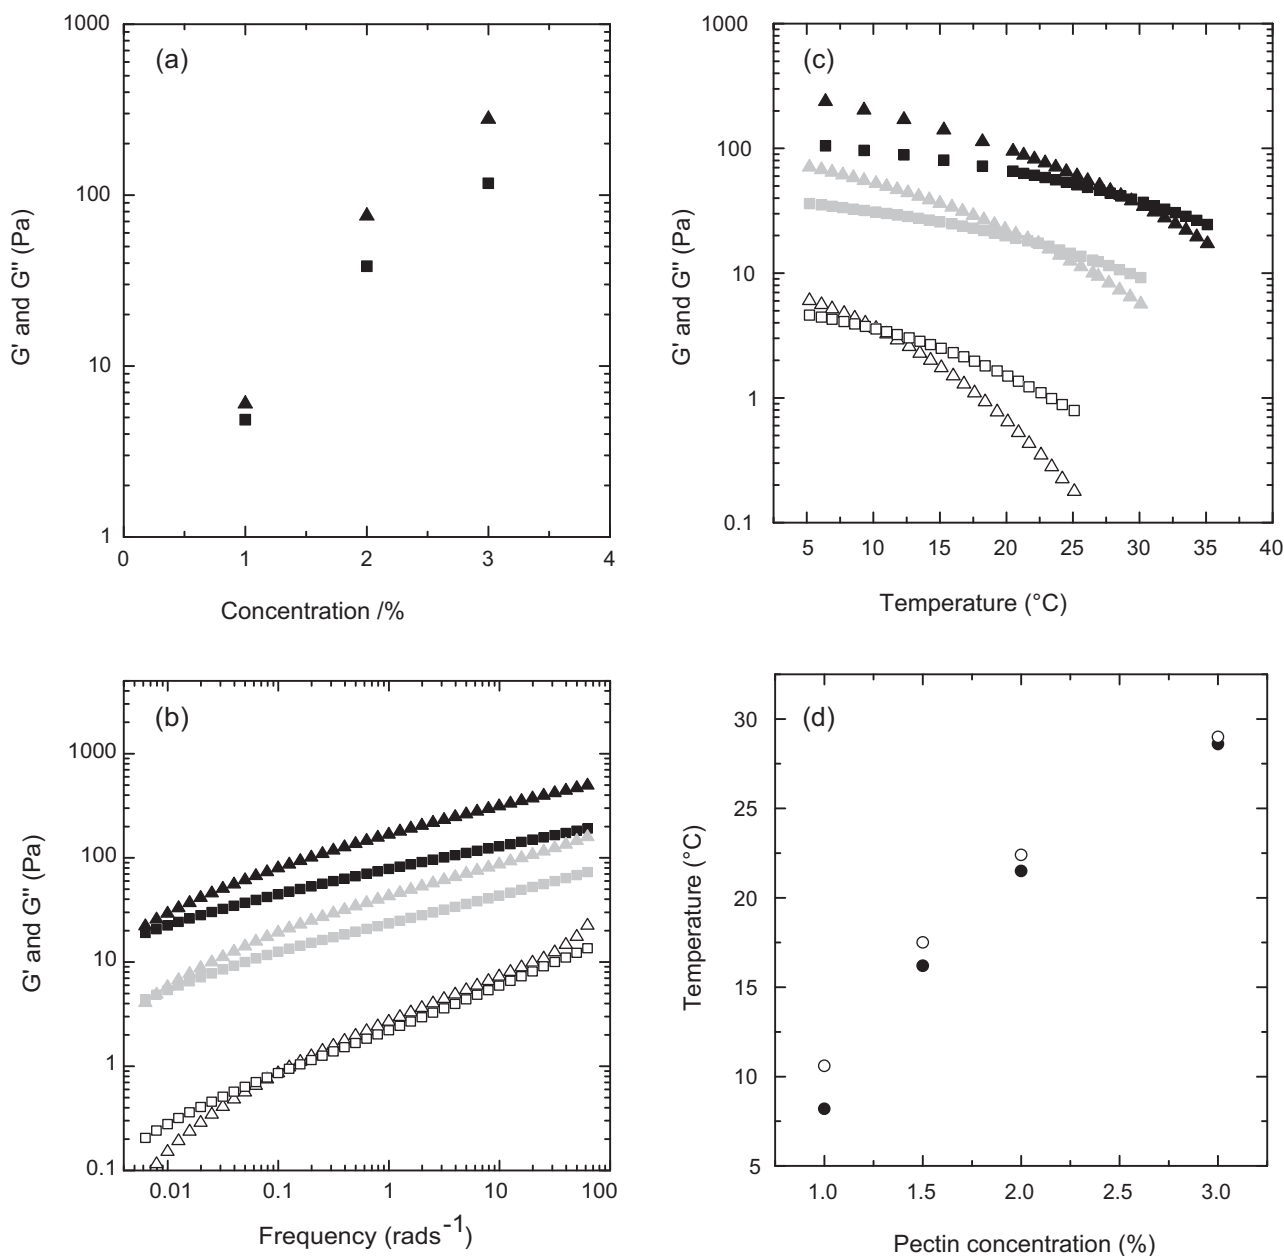 (a)
1000
100
10
1
G' and G" (Pa)
0 1 2 3 4
Concentration /%
(c)
1000
100
10
1
0.1
G' and G" (Pa)
5 10 15 20 25 30 35 40
Temperature (°C)
(b)
1000
100
10
1
0.1
G' and G" (Pa)
0.01 0.1 1 10 100
Frequency (rads-1)
(d)
30
25
20
15
10
5
Temperature (°C)
1.0 1.5 2.0 2.5 3.0
Pectin concentration (%)